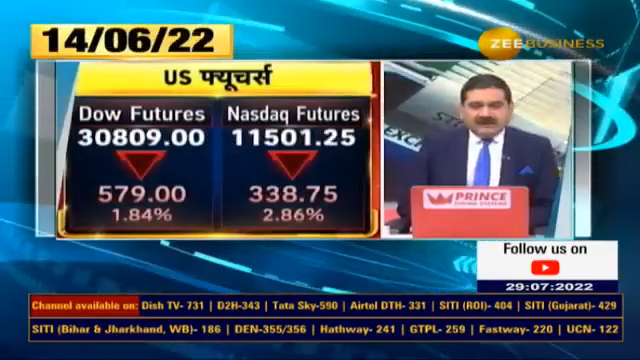 14/06/22
ZEE BUSINESS
US फ्यूचर्स
Dow Futures
30809.00
579.00
1.84%
Nasdaq Futures
11501.25
338.75
2.86%
PRINCE
PIPING SYSTEMS
Follow us on
29:07:2022
Channel available on: Dish TV- 731 | D2H-343 | Tata Sky-590 | Airtel DTH- 331 | SITI (ROI)- 404 | SITI (Gujarat)- 429
SITI (Bihar & Jharkhand, WB)- 186 | DEN-355/356 | Hathway- 241 | GTPL- 259 | Fastway- 220 | UCN- 122